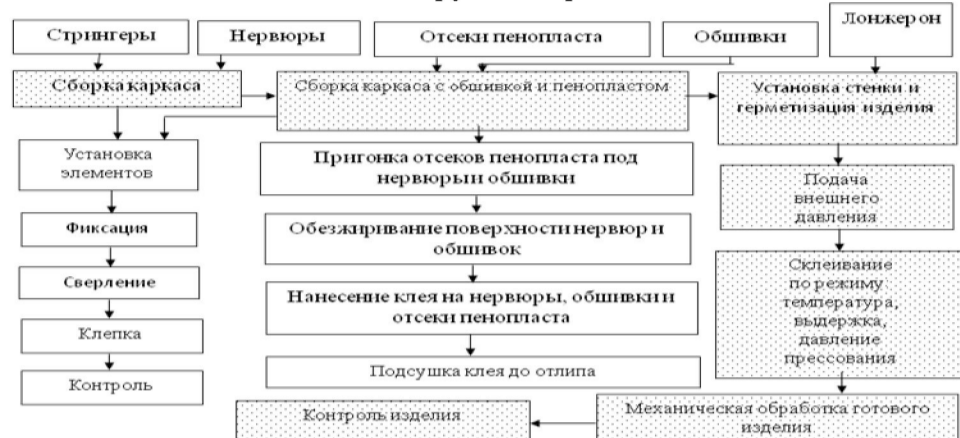 Стрингеры
Нервюры
Отсеки пенопласта
Обшивки
Лонжерон
Сборка каркаса
Сборка каркаса с обшивкой и пенопластом
Установка стенки и
герметизация изделия
Установка
элементов
Пригонка отсеков пенопласта под
нервюры и обшивки
Подача
внешнего
давления
Фиксация
Обезжиривание поверхности нервюр и
обшивок
Сверление
Нанесение клея на нервюры, обшивки и
отсеки пенопласта
Склеивание
по режиму
температура,
выдержка,
давление
прессования
Клепка
Подсушка клея до отлипа
Контроль
Контроль изделия
Механическая обработка готового
изделия